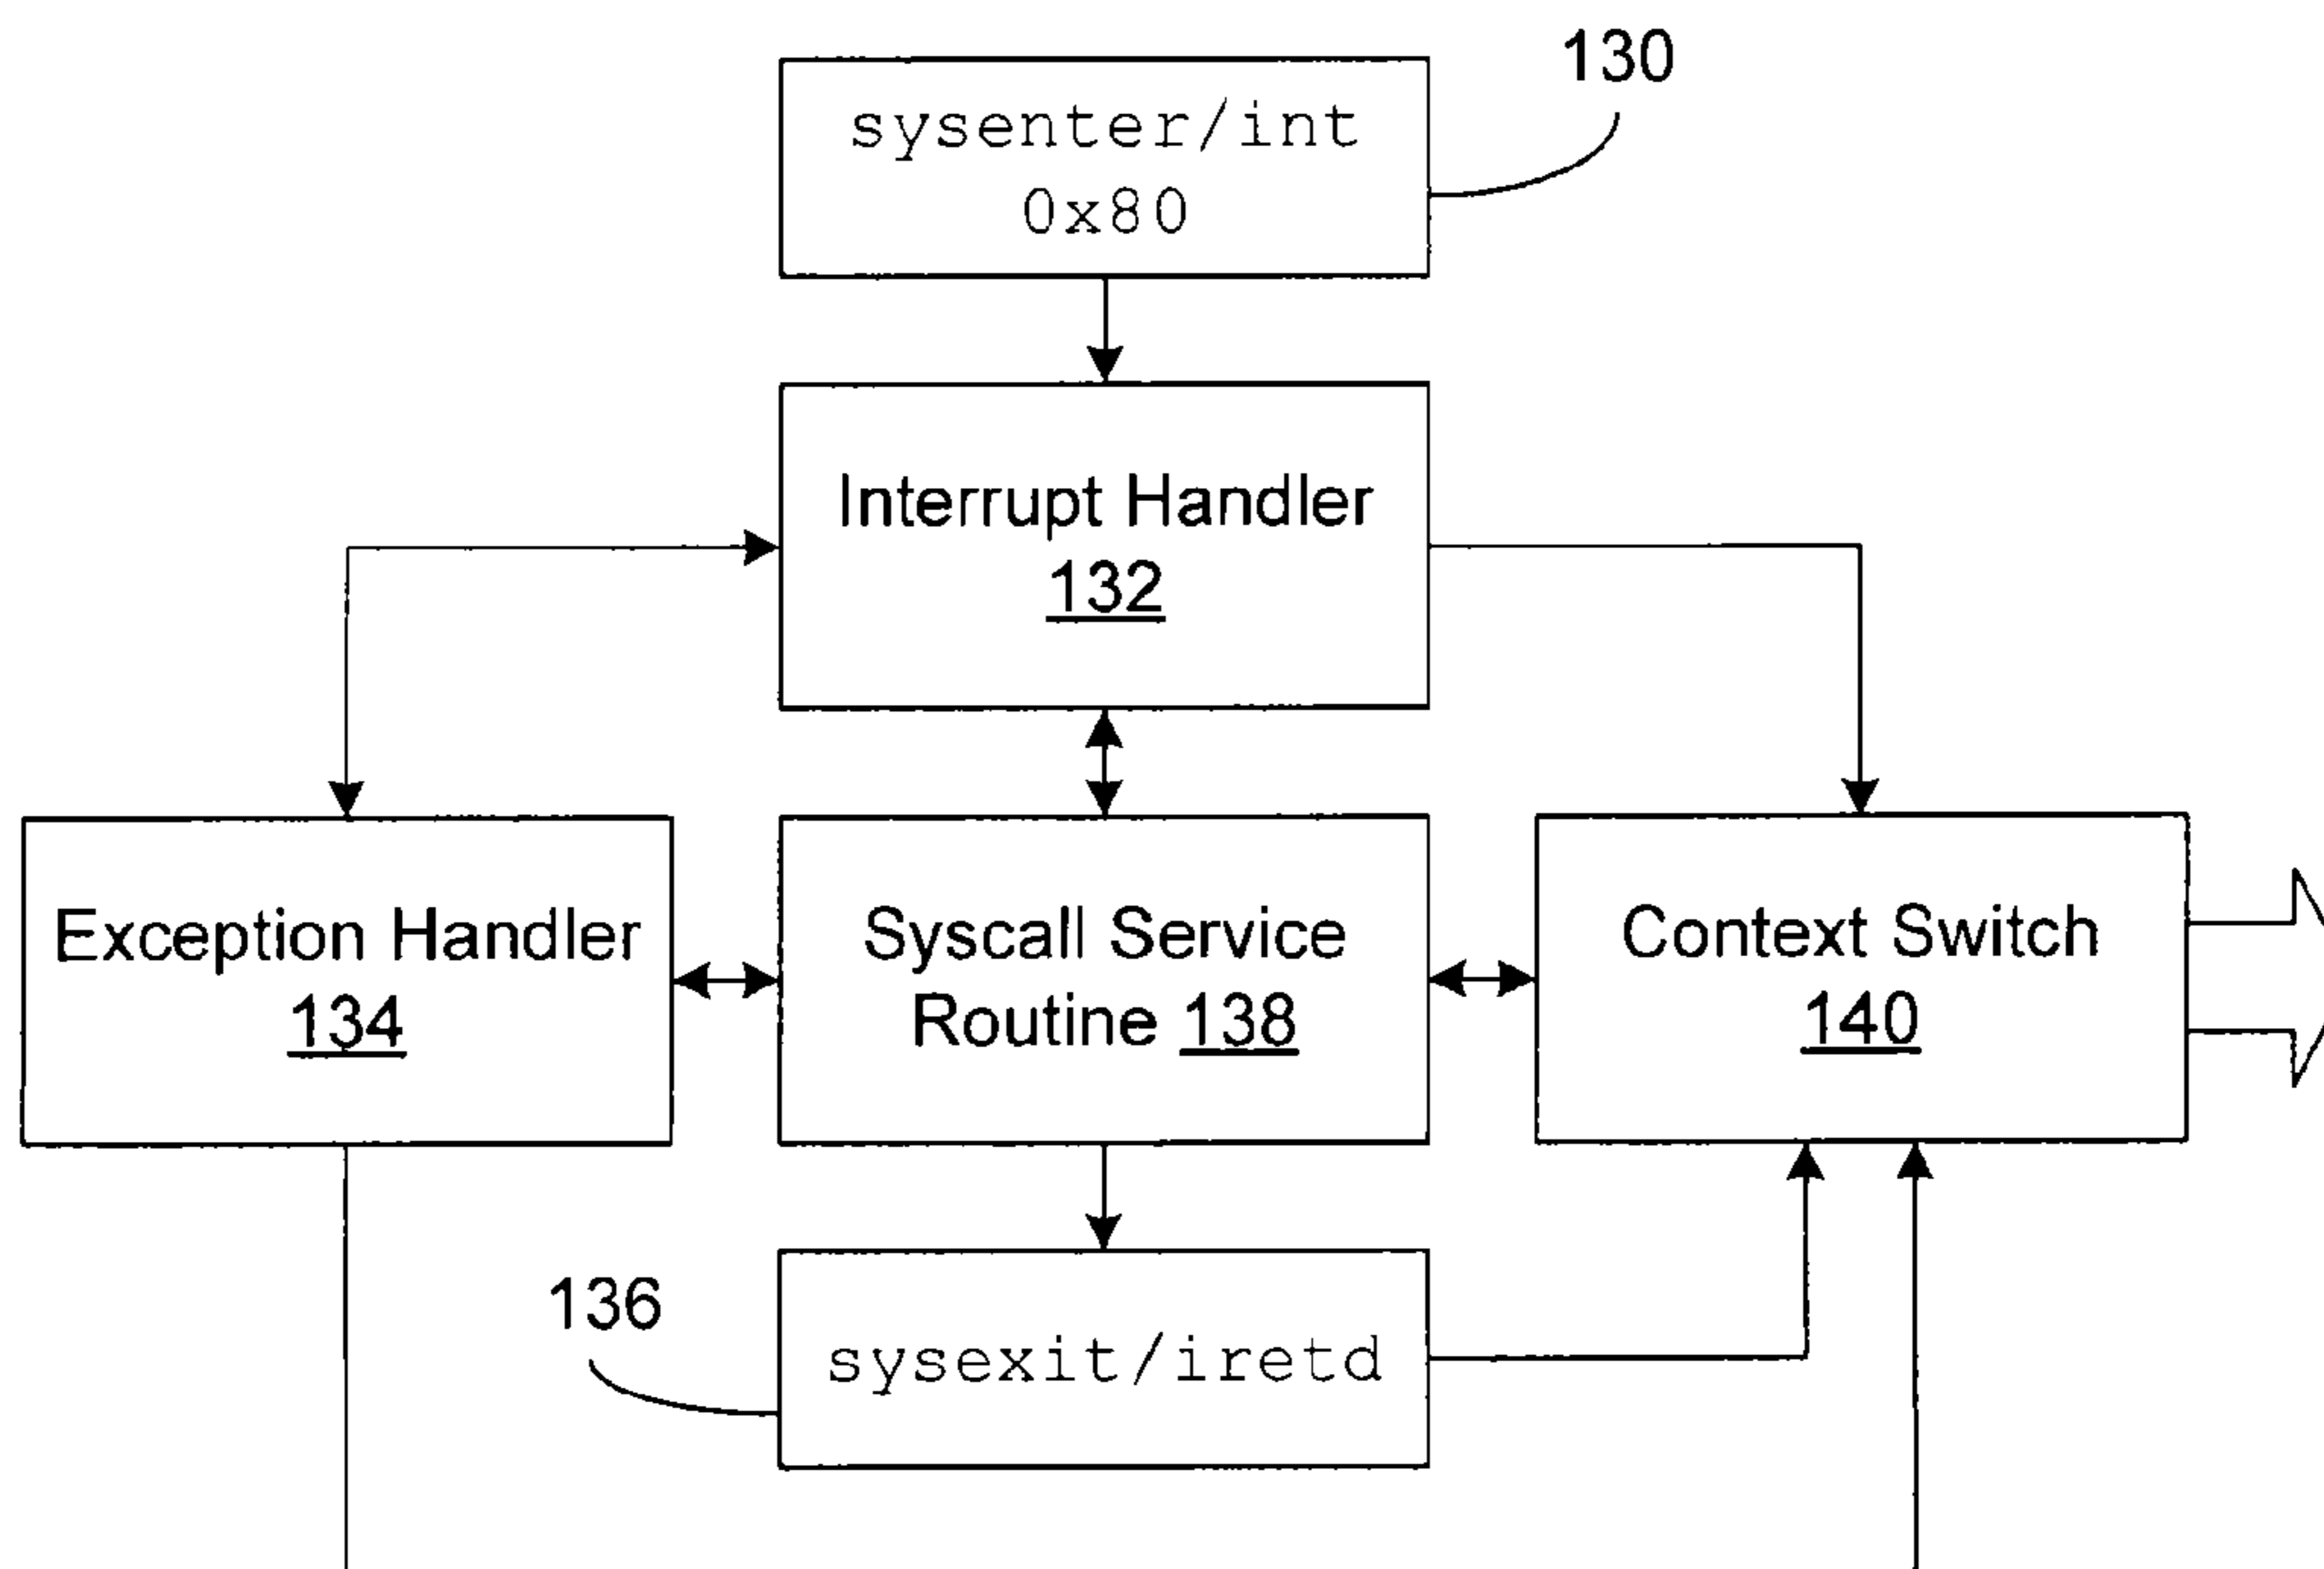 130
sysenter/int
0x80
Interrupt Handler
132
Exception Handler
134
Syscall Service
Routine 138
Context Switch
140
136
sysexit/iretd